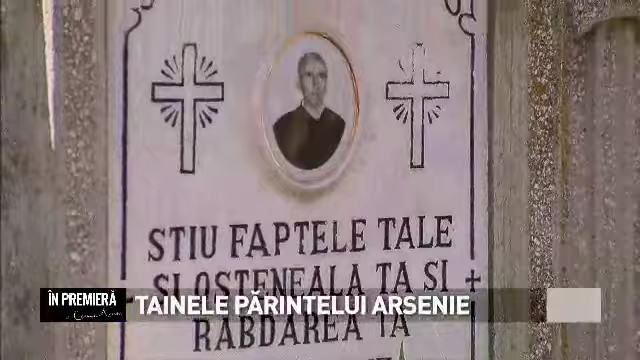 STIU FAPTELE TALE
SI OSTENEALA TA SI
ÎN PREMIERĂ
TAINELE PĂRINTELUI ARSENIE
RABDAREA TA